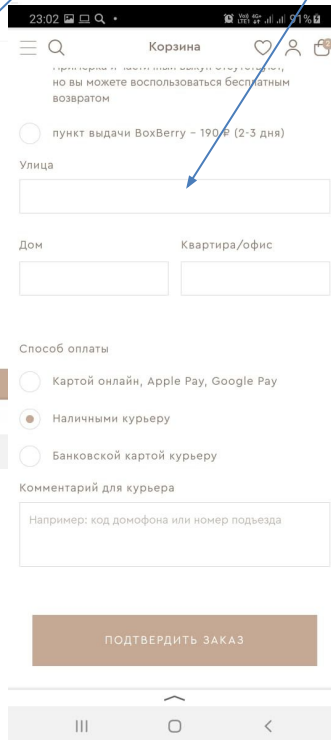 23:02
91%
Корзина
2
но вы можете воспользоваться бесплатным
возвратом
пункт выдачи BoxBerry – 190 ₽ (2-3 дня)
Улица
Дом
Квартира/офис
Способ оплаты
Картой онлайн, Apple Pay, Google Pay
Наличными курьеру
Банковской картой курьеру
Комментарий для курьера
Например: код домофона или номер подъезда
ПОДТВЕРДИТЬ ЗАКАЗ